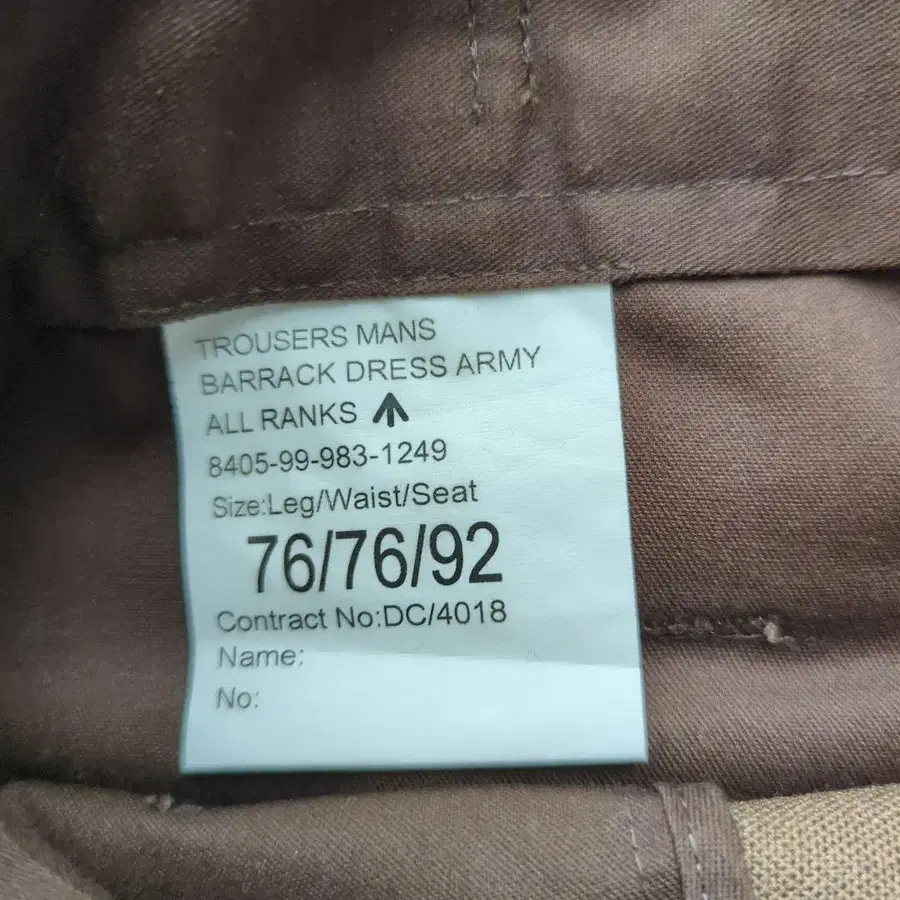 TROUSERS MANS
BARRACK DRESS ARMY
ALL RANKS
8405-99-983-1249
Size:Leg/Waist/Seat
76/76/92
Contract No:DC/4018
Name:
No: